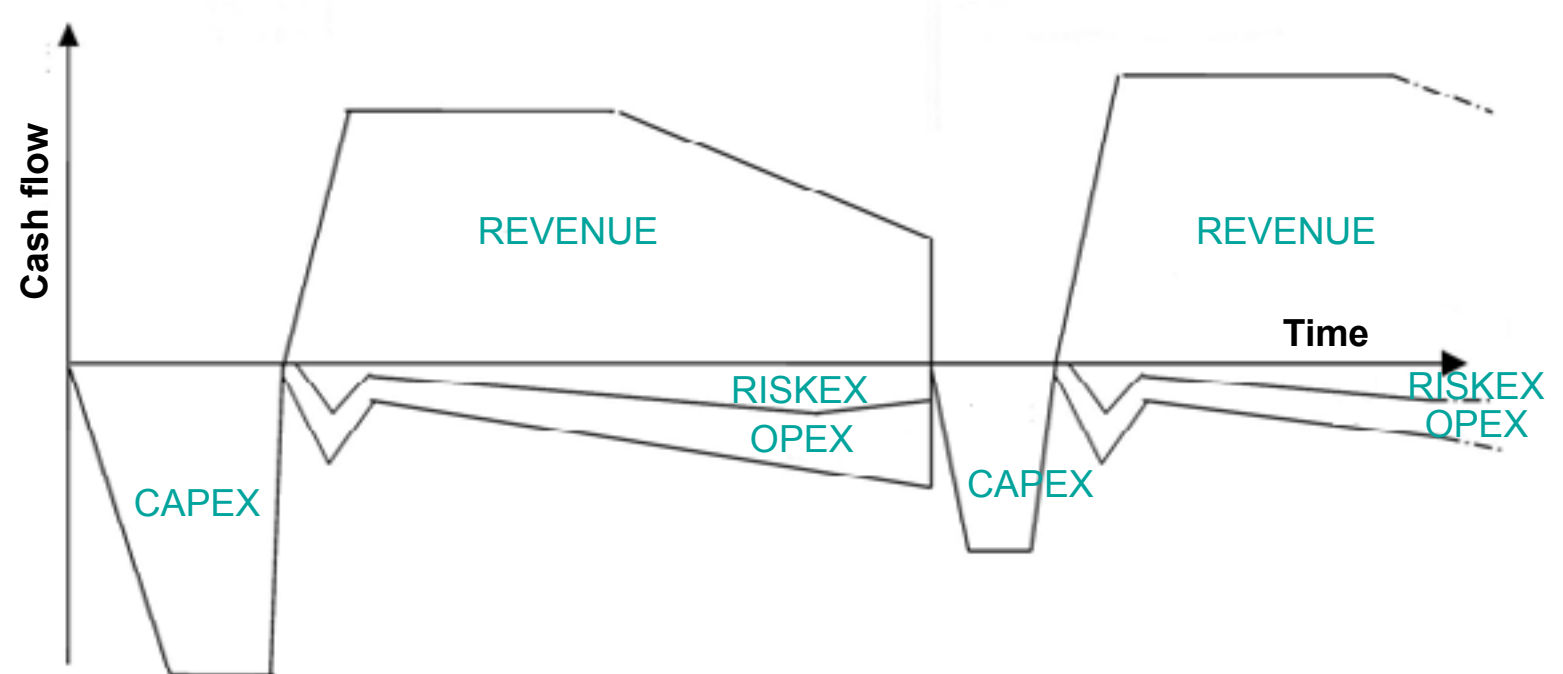 Cash flow
REVENUE
REVENUE
Time
RISKEX
RISKEX
OPEX
OPEX
CAPEX
CAPEX